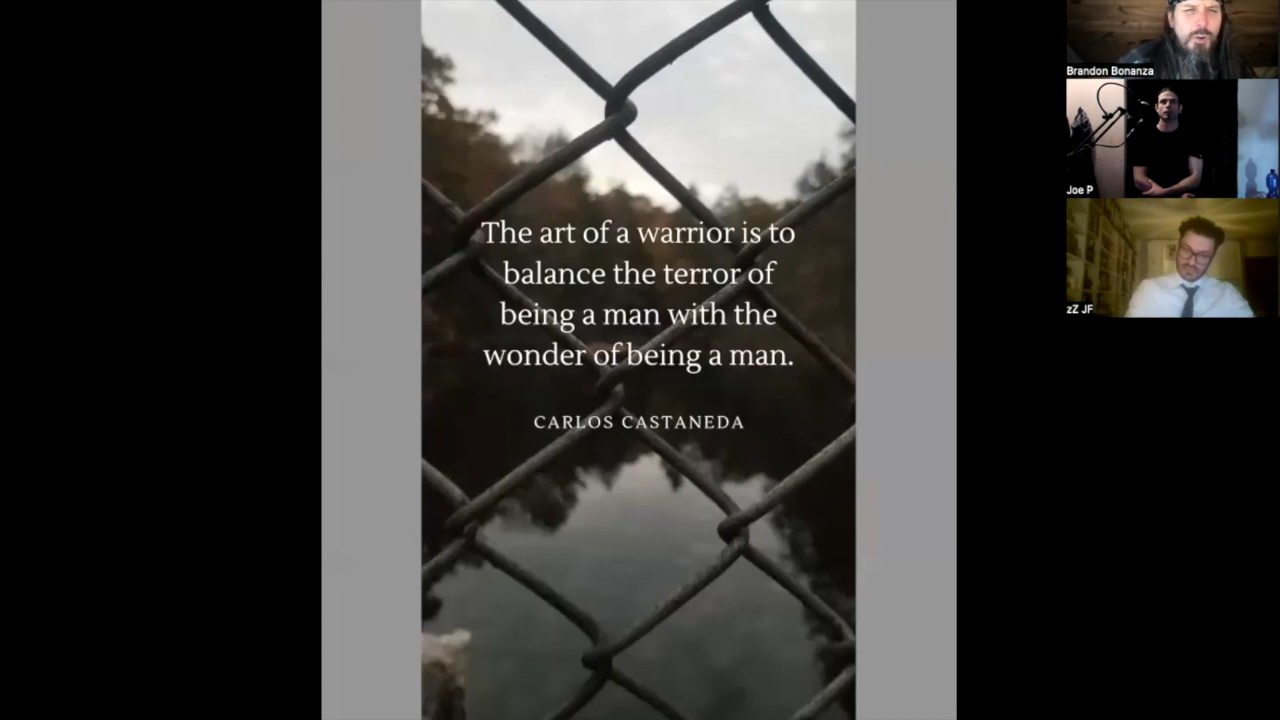 The art of a warrior is to
balance the terror of
being a man with the
wonder of being a man.
CARLOS CASTANEDA
Brandon Bonanza
Joe P
zZ JF